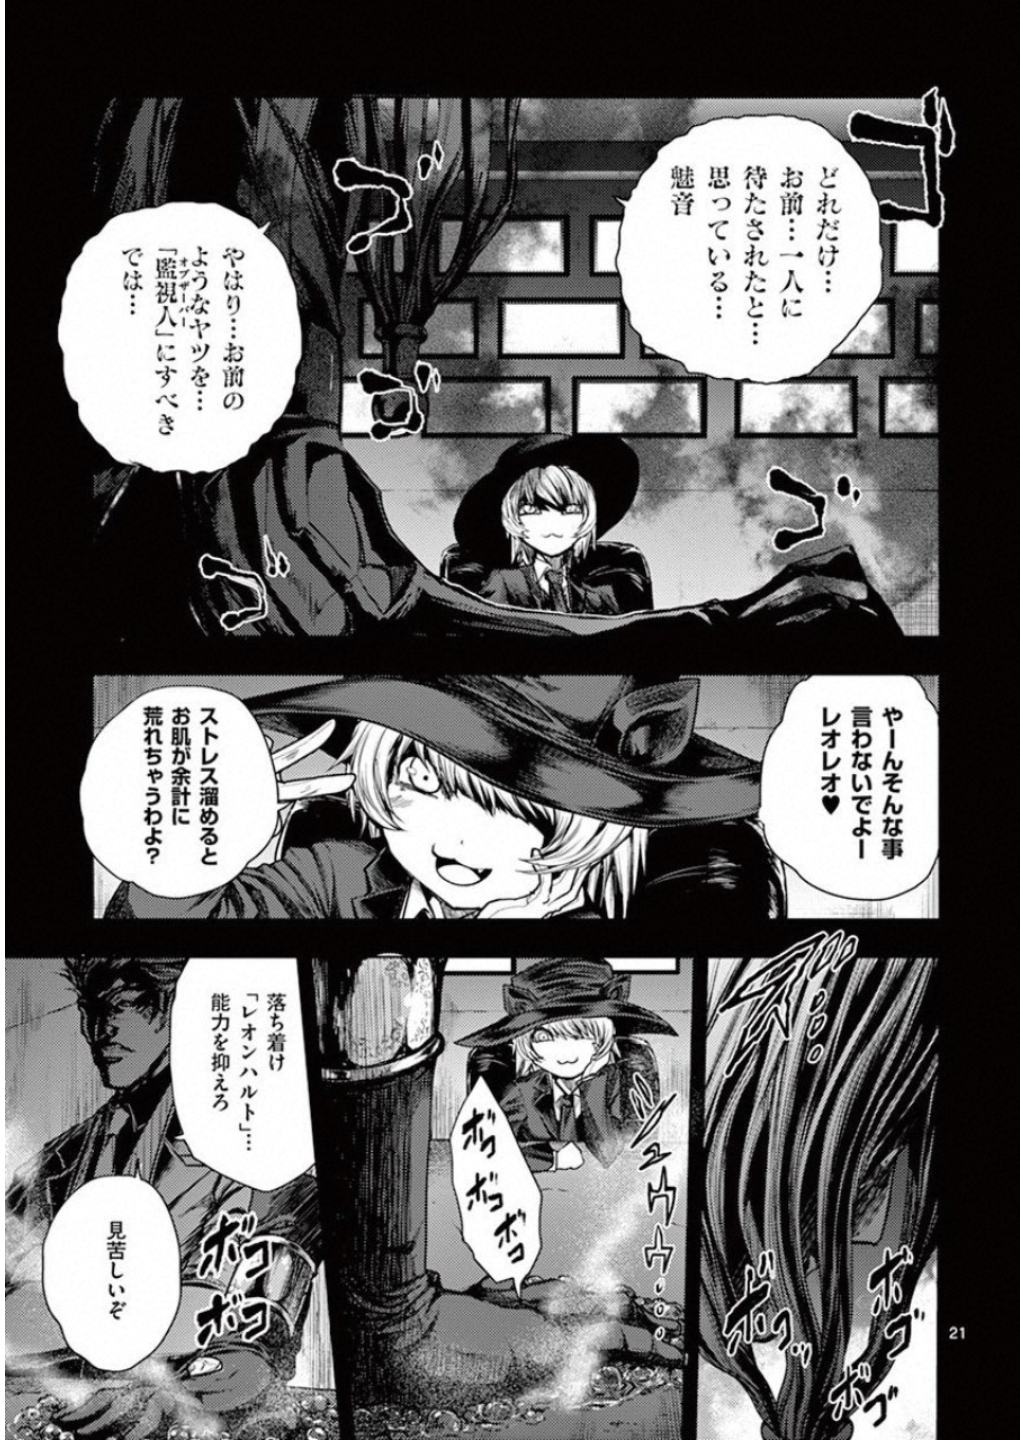 ゴ
どれだけ…
お前…一人に
待たされたと…
思っている…
魅音
ゴ
ゴ
ゴ
ゴ
やはり…お前の
ようなヤツを…
オブザーバー
「監視人」にすべき
では…
やーんそんな事
言わないでよー
レオレオ♥
ストレス溜めると
お肌が余計に
荒れちゃうわよ?
ボゴ
ボコッ
ボゴ
シュウウ…
ボコ
ボコ
ボコッ
落ち着け
「レオンハルト」…
能力を抑えろ
ボコ
ボコ
見苦しいぞ
21